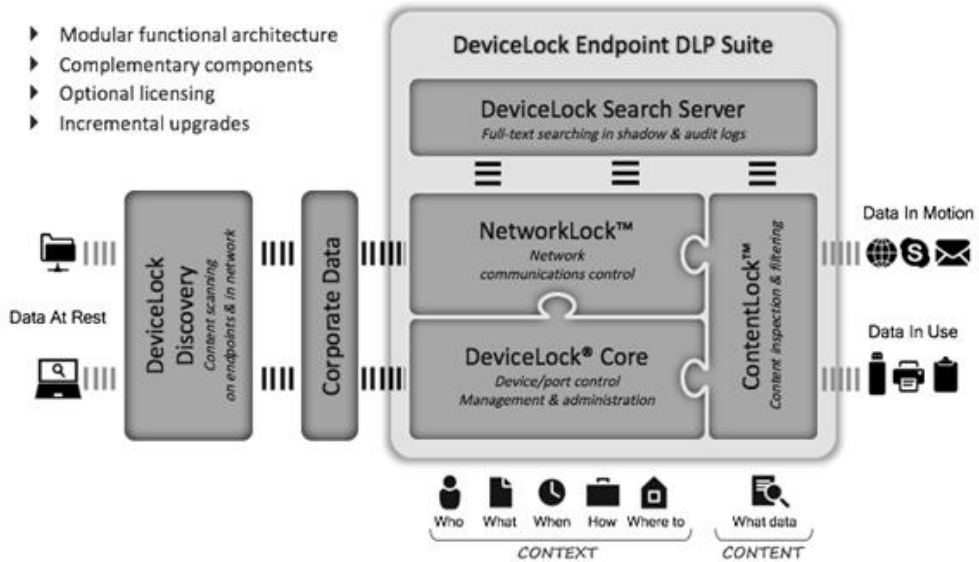 Modular functional architecture
Complementary components
Optional licensing
Incremental upgrades
DeviceLock Endpoint DLP Suite
DeviceLock Search Server
Full-text searching in shadow & audit logs
Data At Rest
DeviceLock
Discovery
Content scanning
on endpoints & in network
Corporate Data
NetworkLock™
Network
communications control
DeviceLock® Core
Device/port control
Management & administration
ContentLock™
Content inspection & filtering
Data In Motion
Data In Use
Who
What
When
How
Where to
What data
CONTEXT
CONTENT